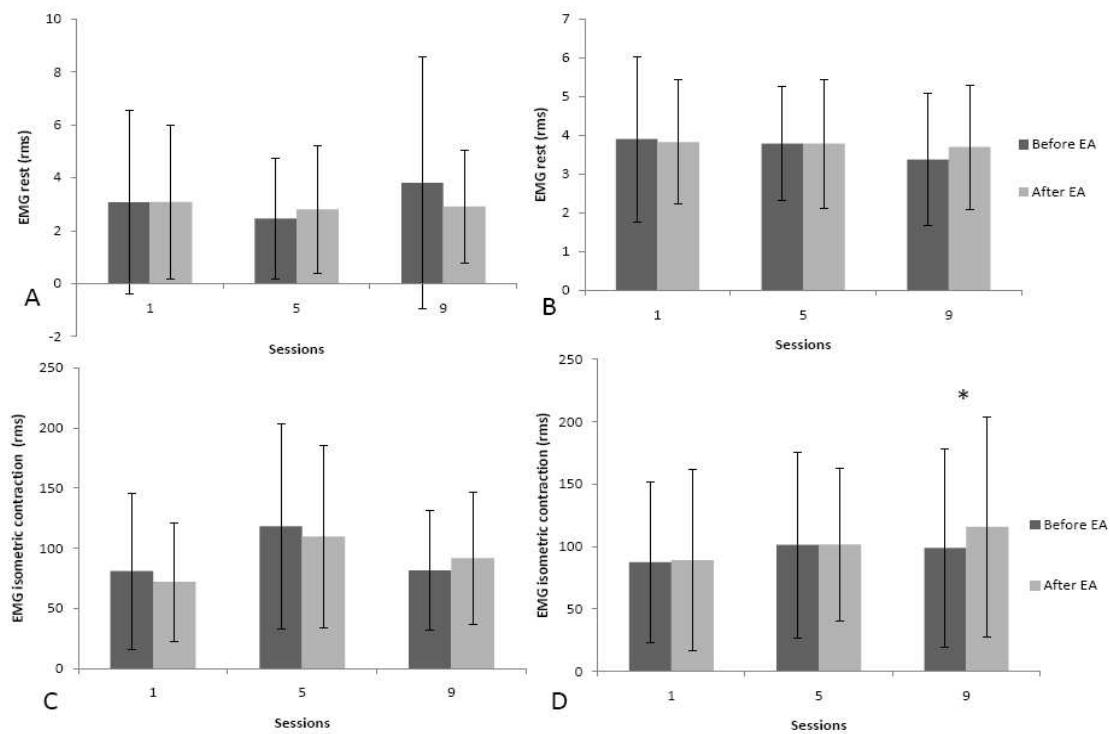 10
8
6
4
2
0
-2
EMG rest (rms)
1 5 9
Sessions
A
7
6
5
4
3
2
1
0
EMG rest (rms)
1 5 9
Sessions
B
Before EA
After EA
250
200
150
100
50
0
EMG isometric contraction (rms)
1 5 9
Sessions
C
250
200
150
100
50
0
EMG isometric contraction (rms)
*
1 5 9
Sessions
D
Before EA
After EA